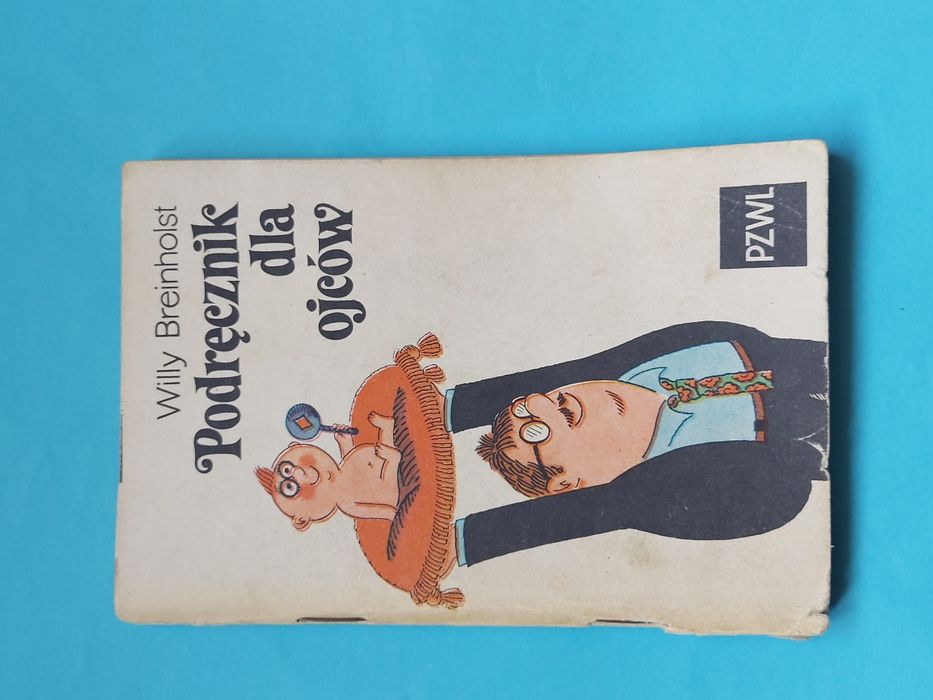 Willy Breinholst
Podręcznik
dla
ojców
PZWL